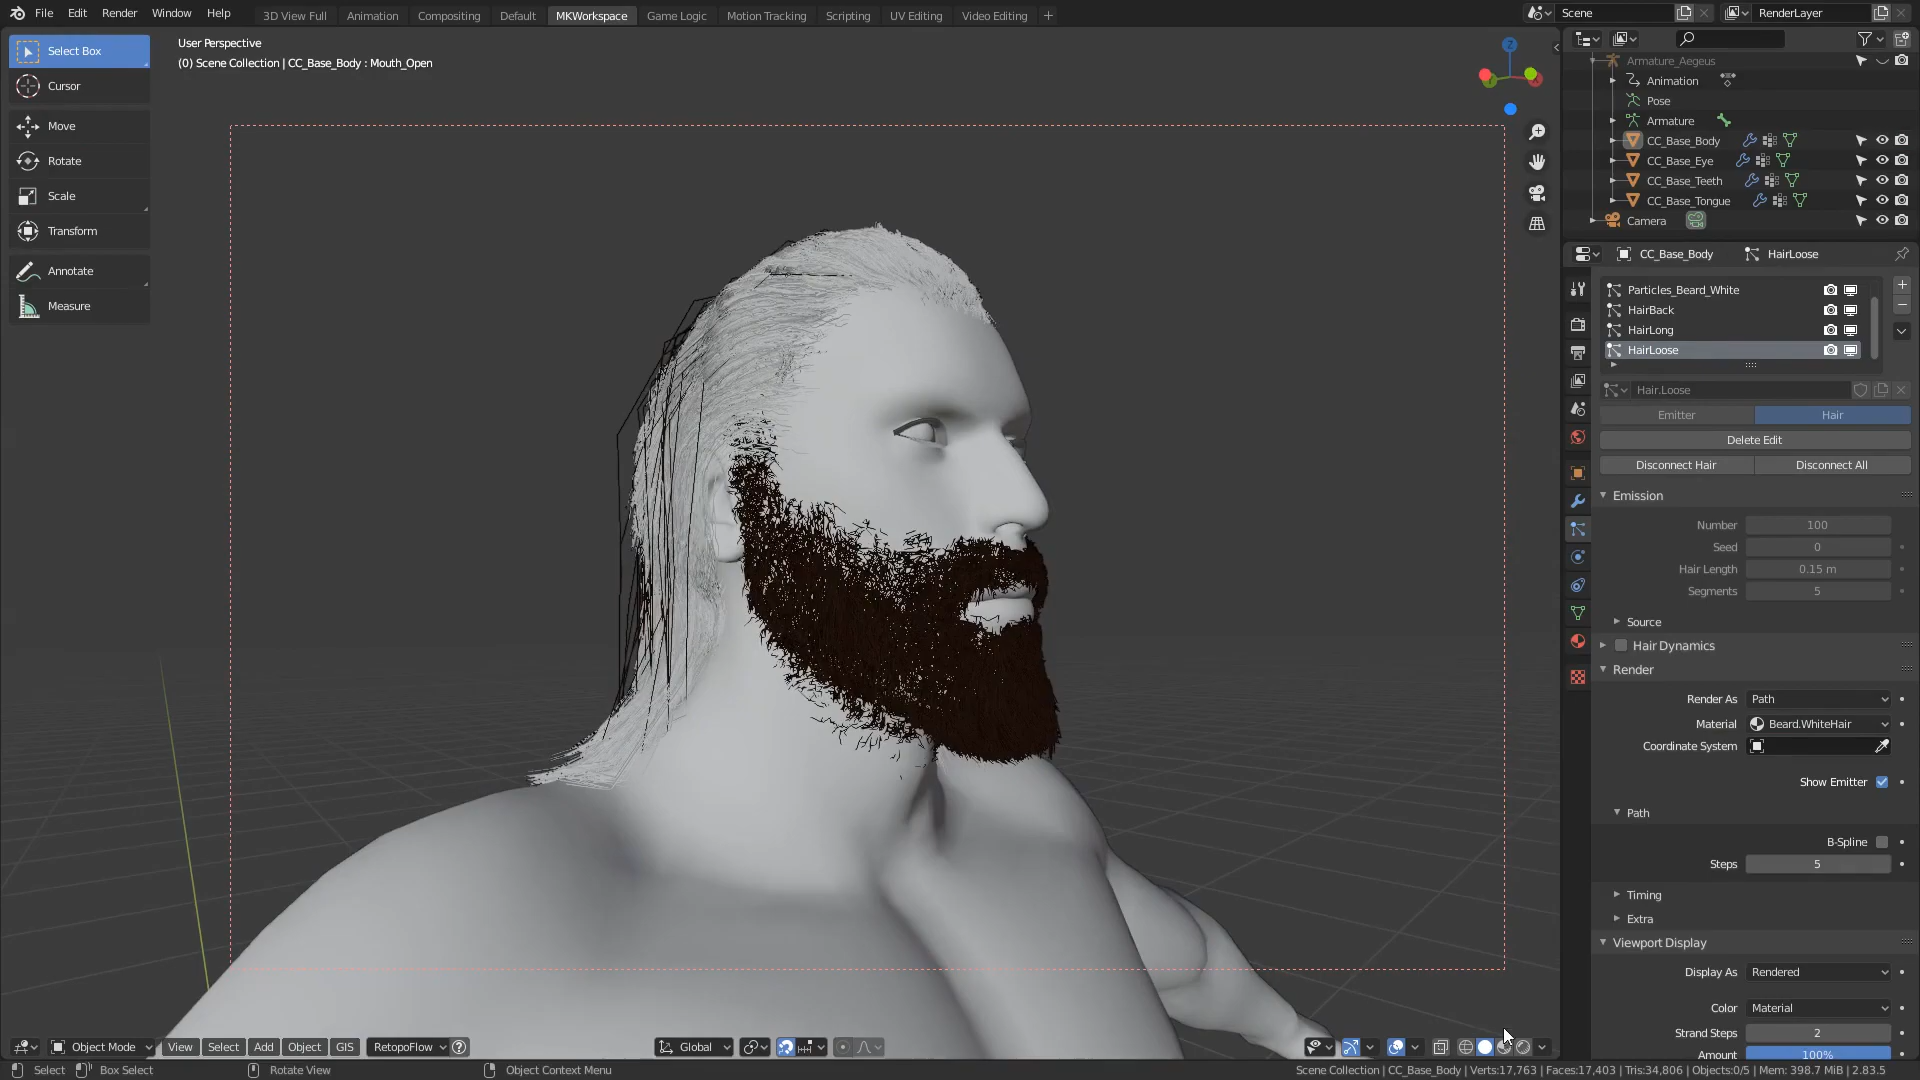 File Edit Render Window Help 3D View Full Animation Compositing Default MKWorkspace Game Logic Motion Tracking Scripting UV Editing Video Editing + Scene RenderLayer
Select Box
Cursor
Move
Rotate
Scale
Transform
Annotate
Measure
User Perspective
(0) Scene Collection | CC_Base_Body : Mouth_Open
Z
Armature_Aegeus
Animation
Pose
Armature
CC_Base_Body
CC_Base_Eye
CC_Base_Teeth
CC_Base_Tongue
Camera
CC_Base_Body HairLoose
Particles_Beard_White
HairBack
HairLong
HairLoose
Hair.Loose
Emitter Hair
Delete Edit
Disconnect Hair Disconnect All
Emission
Number 100
Seed 0
Hair Length 0.15 m
Segments 5
Source
Hair Dynamics
Render
Render As Path
Material Beard.WhiteHair
Coordinate System
Show Emitter
Path
B-Spline
Steps 5
Timing
Extra
Viewport Display
Display As Rendered
Color Material
Strand Steps 2
Amount 100%
Object Mode View Select Add Object GIS RetopoFlow ? Global
Select Box Select Rotate View Object Context Menu Scene Collection | CC_Base_Body | Verts:17,763 | Faces:17,403 | Tris:34,806 | Objects:0/5 | Mem: 398.7 MiB | 2.83.5